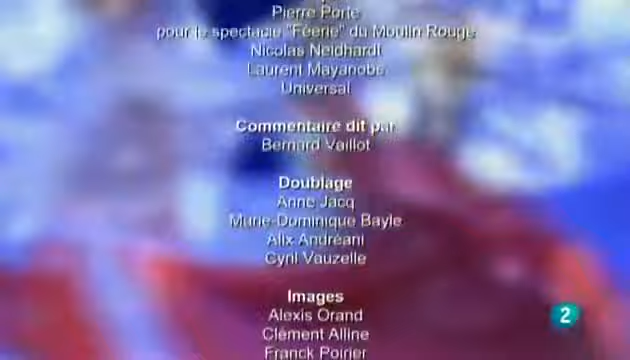 Pierre Porte
pour le spectacle "Féerie" du Moulin Rouge
Nicolas Neidhardt
Laurent Mayanobe
Universal
Commentaire dit par
Bernard Vaillot
Doublage
Anne Jacq
Marie-Dominique Bayle
Alix Andréani
Cyril Vauzelle
Images
Alexis Orand
Clément Alline
Franck Poirier
2